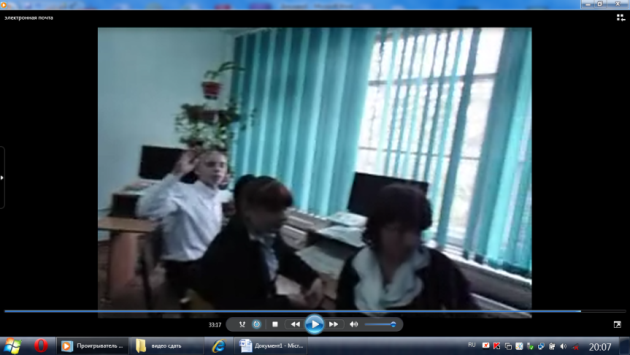 электронная почта
33:17
Проигрыватель ...
видео сдать
Документ1 - Micr...
RU
20:07